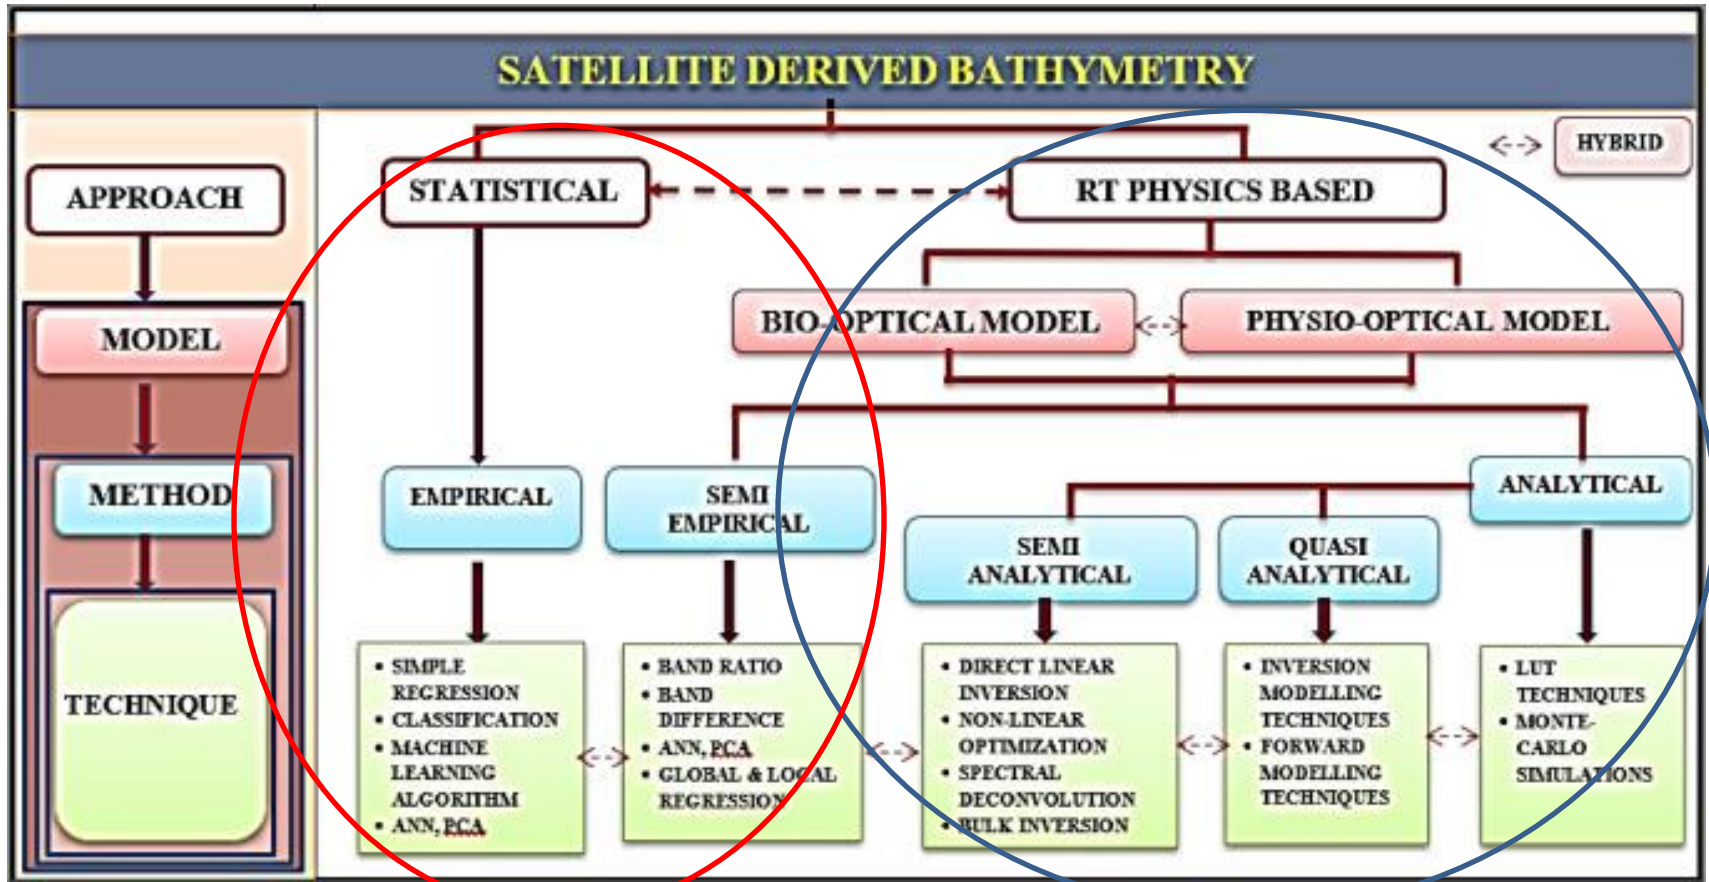 SATELLITE DERIVED BATHYMETRY
HYBRID
APPROACH
STATISTICAL
RT PHYSICS BASED
MODEL
BIO-OPTICAL MODEL
PHYSIO-OPTICAL MODEL
METHOD
EMPIRICAL
SEMI
EMPIRICAL
SEMI
ANALYTICAL
QUASI
ANALYTICAL
ANALYTICAL
TECHNIQUE
• SIMPLE
REGRESSION
• CLASSIFICATION
• MACHINE
LEARNING
ALGORITHM
• ANN, PCA
• BAND RATIO
• BAND
DIFFERENCE
• ANN, PCA
• GLOBAL & LOCAL
REGRESSION
• DIRECT LINEAR
INVERSION
• NON-LINEAR
OPTIMIZATION
• SPECTRAL
DECONVOLUTION
• BULK INVERSION
• INVERSION
MODELLING
TECHNIQUES
• FORWARD
MODELLING
TECHNIQUES
• LUT
TECHNIQUES
• MONTE-
CARLO
SIMULATIONS